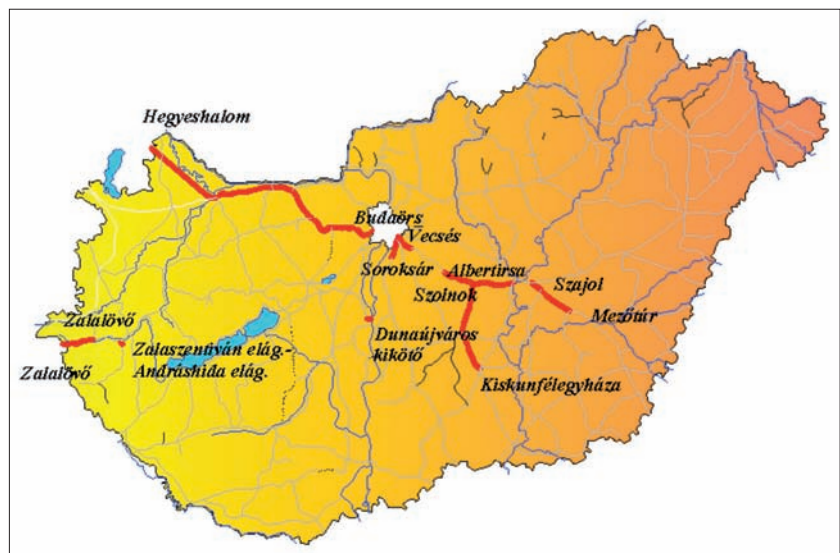 Hegyeshalom
Budaörs
Vecsés
Soroksár
Albertirsa
Szolnok
Szajol
Mezőtúr
Zalalövő
Zalaszentiván elág.-
Andráshida elág.
Zalalövő
Dunaújváros
kikötő
Kiskunfélegyháza